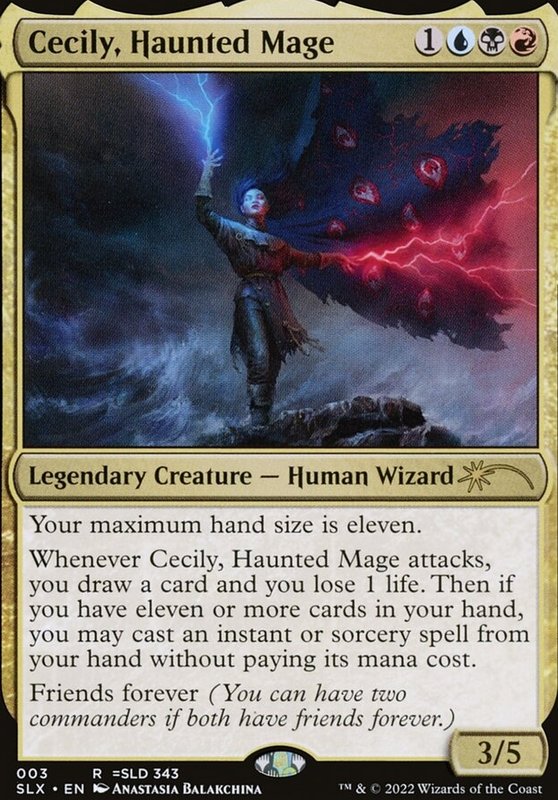 Cecily, Haunted Mage 1
Legendary Creature — Human Wizard
Your maximum hand size is eleven.
Whenever Cecily, Haunted Mage attacks,
you draw a card and you lose 1 life. Then if
you have eleven or more cards in your hand,
you may cast an instant or sorcery spell from
your hand without paying its mana cost.
Friends forever (You can have two
commanders if both have friends forever.)
3/5
003 R =SLD 343
SLX • EN Anastasia Balakchina ™ & © 2022 Wizards of the Coast